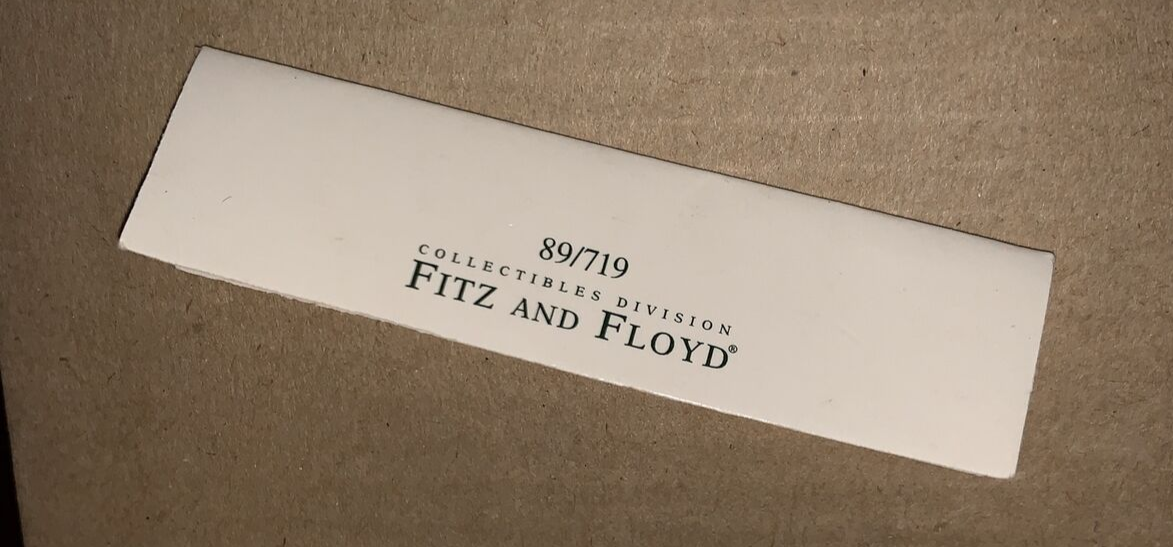 89/719
COLLECTIBLES DIVISION
FITZ AND FLOYD®